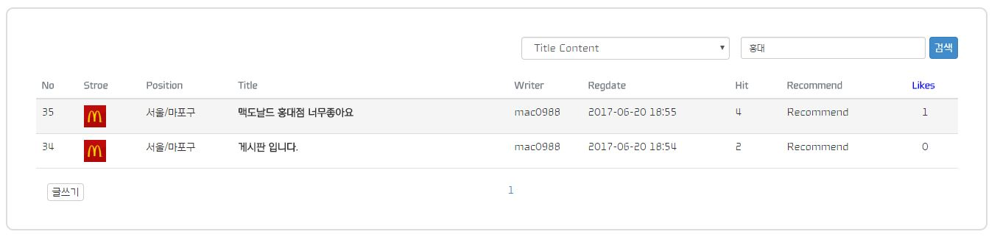 Title Content 홍대 검색
No Stroe Position Title Writer Regdate Hit Recommend Likes
35 서울/마포구 맥도날드 홍대점 너무좋아요 mac0988 2017-06-20 18:55 4 Recommend 1
34 서울/마포구 게시판 입니다. mac0988 2017-06-20 18:54 2 Recommend 0
글쓰기 1